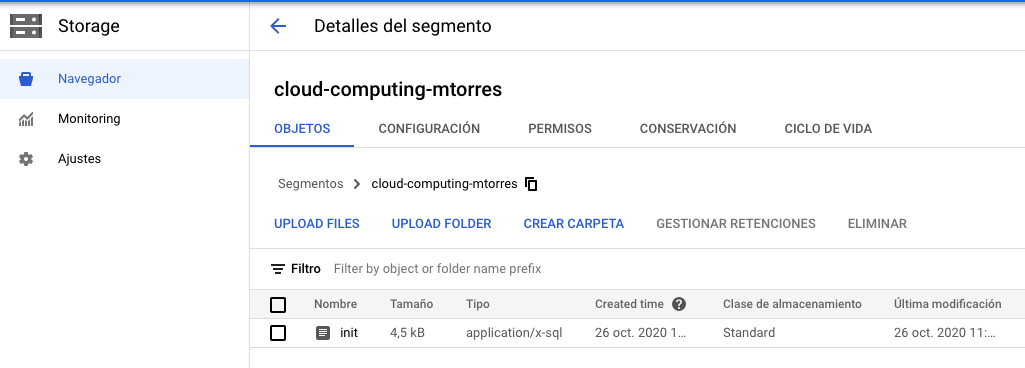 Storage
Detalles del segmento
Navegador
Monitoring
Ajustes
cloud-computing-mtorres
OBJETOS CONFIGURACIÓN PERMISOS CONSERVACIÓN CICLO DE VIDA
Segmentos cloud-computing-mtorres
UPLOAD FILES UPLOAD FOLDER CREAR CARPETA GESTIONAR RETENCIONES ELIMINAR
Filtro Filter by object or folder name prefix
Nombre Tamaño Tipo Created time ? Clase de almacenamiento Última modificación
init 4,5 kB application/x-sql 26 oct. 2020 1... Standard 26 oct. 2020 11:...